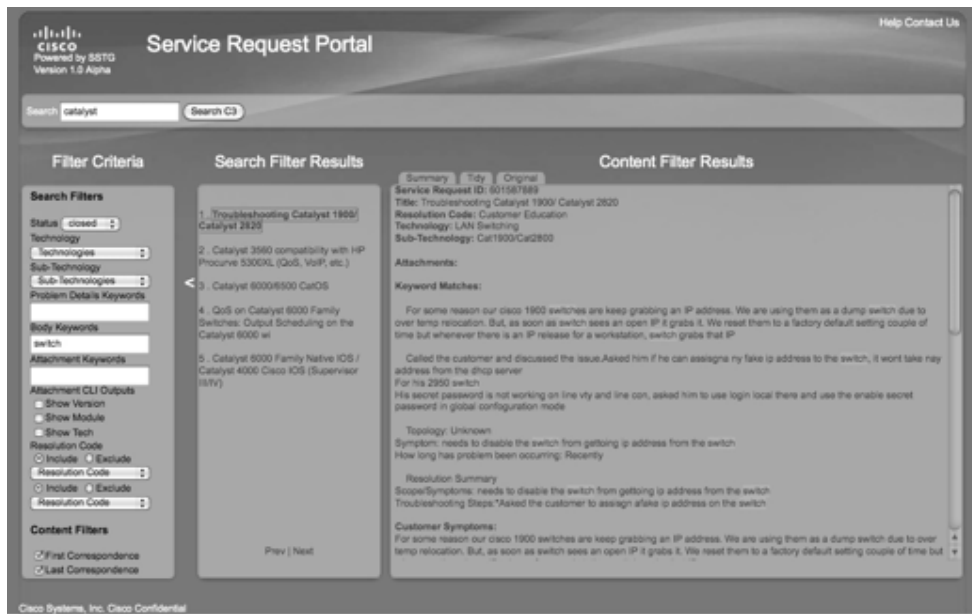 Help Contact Us
CISCO
Powered by SSTG
Version 1.0 Alpha
Service Request Portal
Search catalyst Search C3
Filter Criteria
Search Filters
Status closed
Technology
Technologies
Sub-Technology
Sub-Technologies
Problem Details Keywords
Body Keywords
switch
Attachment Keywords
Attachment CLI Outputs
Show Version
Show Module
Show Tech
Resolution Code
Include Exclude
Resolution Code
Include Exclude
Resolution Code
Content Filters
First Correspondence
Last Correspondence
Search Filter Results
<
1 . Troubleshooting Catalyst 1900/
Catalyst 2820
2 . Catalyst 3560 compatibility with HP
Procurve 5300XL (QoS, VoIP, etc.)
3 . Catalyst 6000/6500 CatOS
4 . QoS on Catalyst 6000 Family
Switches: Output Scheduling on the
Catalyst 6000 wi
5 . Catalyst 6000 Family Native IOS /
Catalyst 4000 Cisco IOS (Supervisor
III/IV)
Prev | Next
Content Filter Results
Summary Tidy Original
Service Request ID: 601587889
Title: Troubleshooting Catalyst 1900/ Catalyst 2820
Resolution Code: Customer Education
Technology: LAN Switching
Sub-Technology: Cat1900/Cat2800
Attachments:
Keyword Matches:
For some reason our cisco 1900 switches are keep grabbing an IP address. We are using them as a dump switch due to
over temp relocation. But, as soon as switch sees an open IP it grabs it. We reset them to a factory default setting couple of
time but whenever there is an IP release for a workstation, switch grabs that IP
Called the customer and discussed the issue.Asked him if he can assigna ny fake ip address to the switch, it wont take nay
address from the dhcp server
For his 2950 switch
His secret password is not working on line vty and line con, asked him to use login local there and use the enable secret
password in global configuration mode
Topology: Unknown
Symptom: needs to disable the switch from gettoing ip address from the switch
How long has problem been occurring: Recently
Resolution Summary
Scope/Symptoms: needs to disable the switch from gettoing ip address from the switch
Troubleshooting Steps:*Asked the customer to assisgn afake ip address on the switch
Customer Symptoms:
For some reason our cisco 1900 switches are keep grabbing an IP address. We are using them as a dump switch due to over
temp relocation. But, as soon as switch sees an open IP it grabs it. We reset them to a factory default setting couple of time but
Cisco Systems, Inc. Cisco Confidential